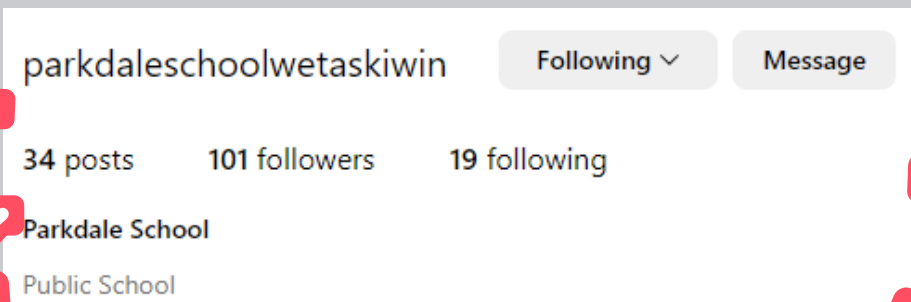 parkdaleschoolwetaskiwin Following Message
34 posts 101 followers 19 following
Parkdale School
Public School